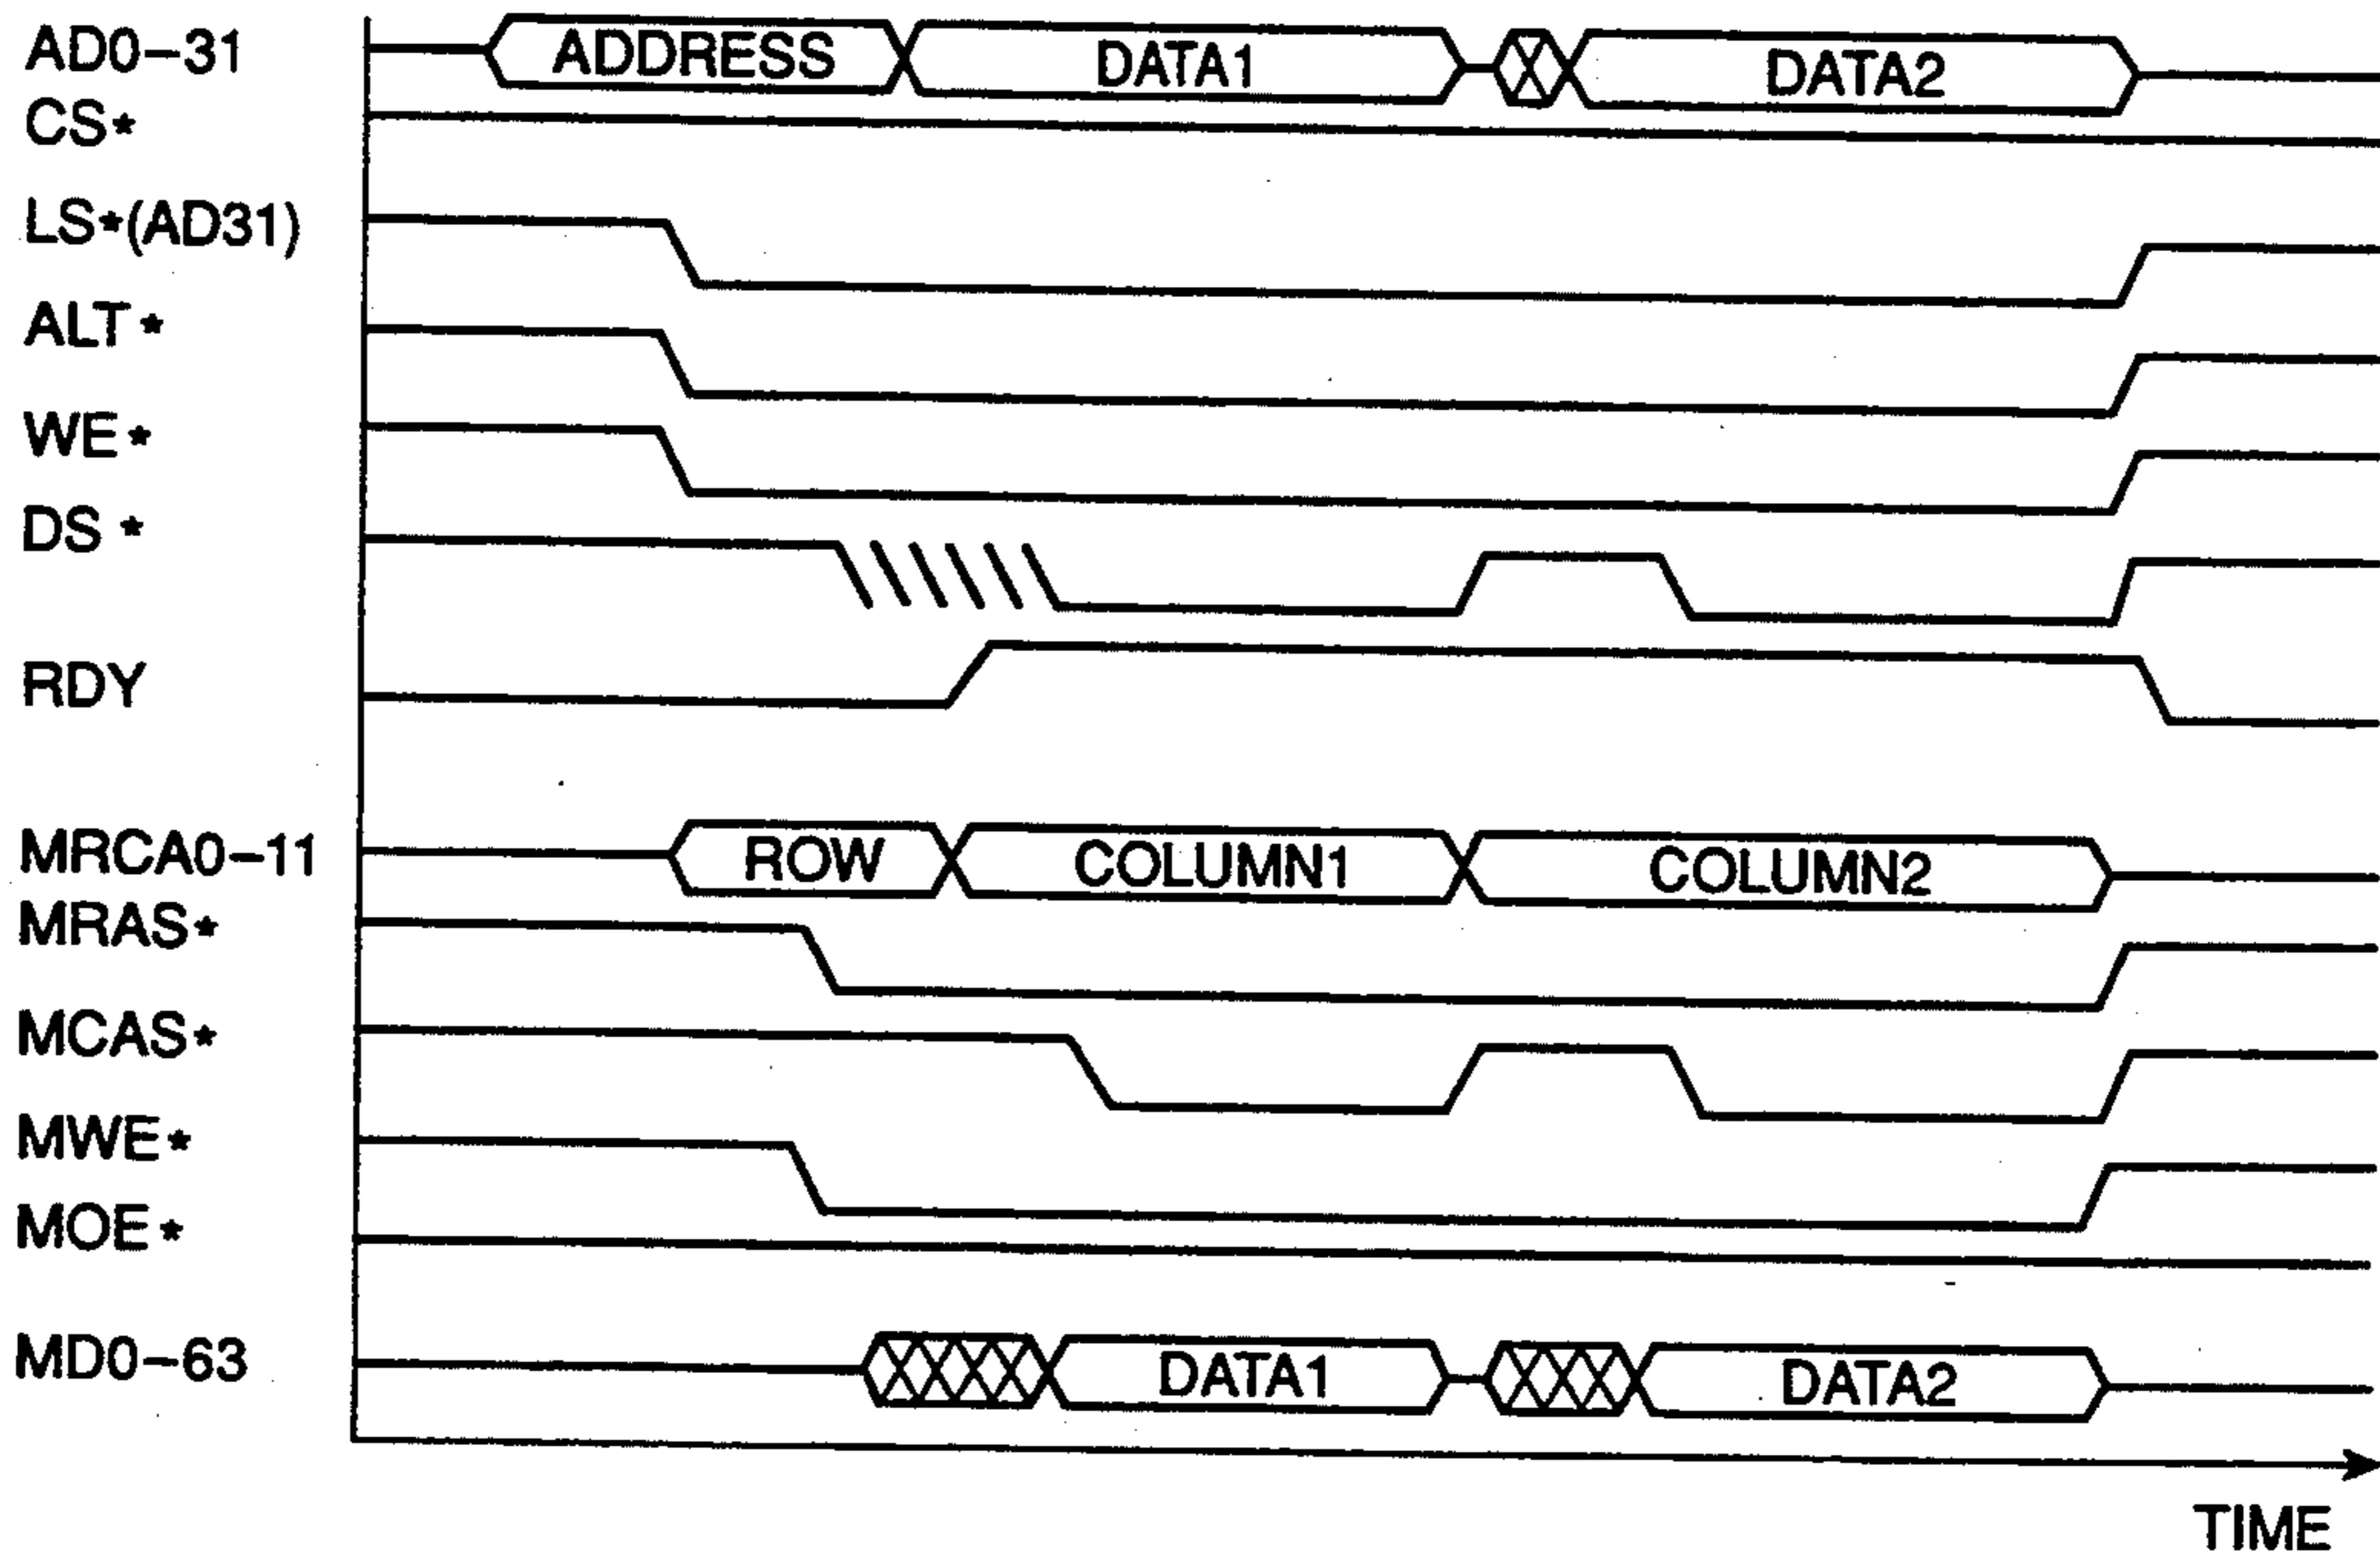 AD0-31 ADDRESS DATA1 DATA2
CS*
LS*(AD31)
ALT*
WE*
DS *
RDY
MRCA0-11 ROW COLUMN1 COLUMN2
MRAS*
MCAS*
MWE*
MOE*
MD0-63 DATA1 DATA2
TIME